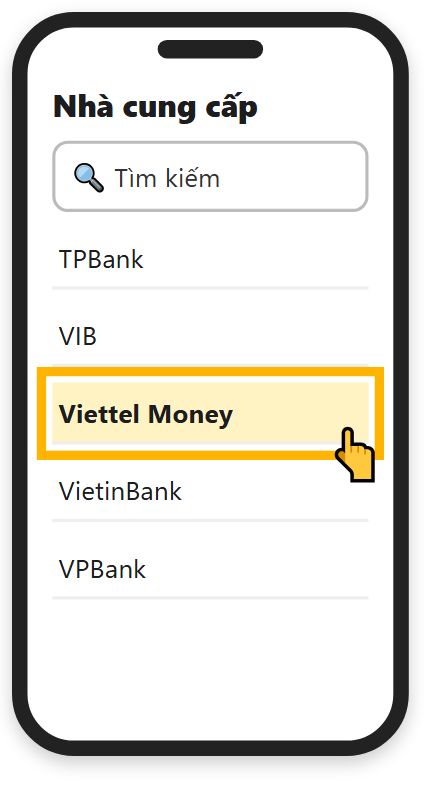 Nhà cung cấp
Tìm kiếm
TPBank
VIB
Viettel Money
VietinBank
VPBank